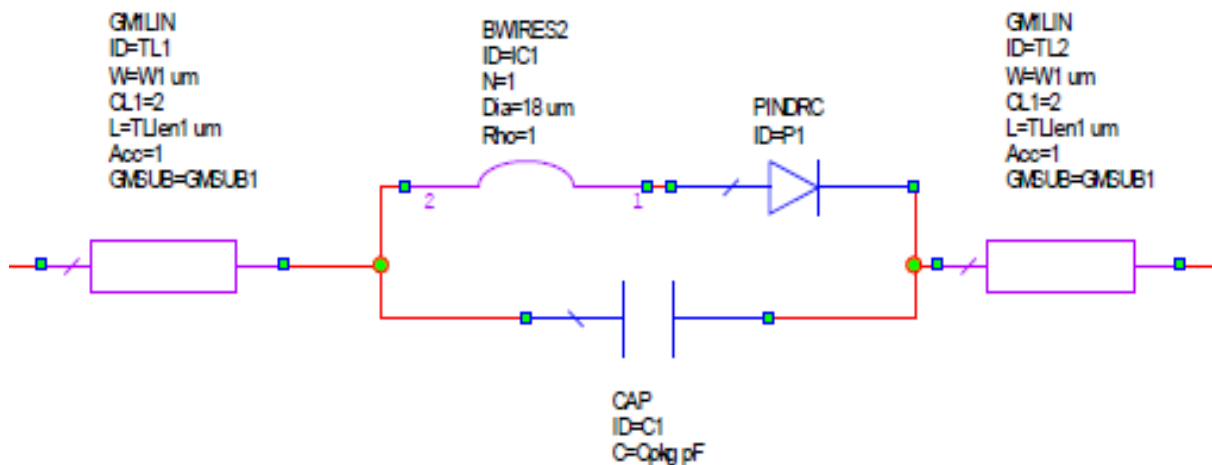 GM1LIN
ID=TL1
W=W1 um
CL1=2
L=TLlen1 um
Acc=1
GMSUB=GMSUB1
BWIRES2
ID=IC1
N=1
Dia=18 um
Rho=1
PINDRC
ID=P1
GM1LIN
ID=TL2
W=W1 um
CL1=2
L=TLlen1 um
Acc=1
GMSUB=GMSUB1
2
1
CAP
ID=C1
C=Cpkg pF